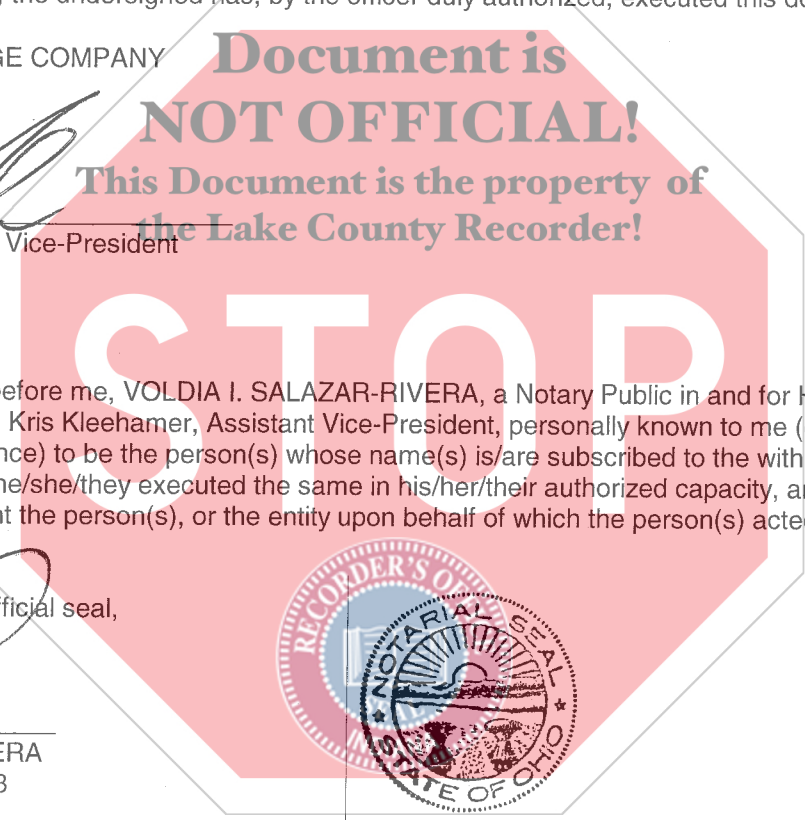 the undersigned has, by the officer duly authorized, executed this do
GE COMPANY
Document is
NOT OFFICIAL!
This Document is the property of
the Lake County Recorder!
Vice-President
STOP
efore me, VOLDIA I. SALAZAR-RIVERA, a Notary Public in and for H
Kris Kleehamer, Assistant Vice-President, personally known to me (
nce) to be the person(s) whose name(s) is/are subscribed to the with
he/she/they executed the same in his/her/their authorized capacity, a
t the person(s), or the entity upon behalf of which the person(s) acte
fficial seal,
RECORDER'S OF
SEAL
NOTARIAL SEAL
STATE OF OHIO
ERA
3